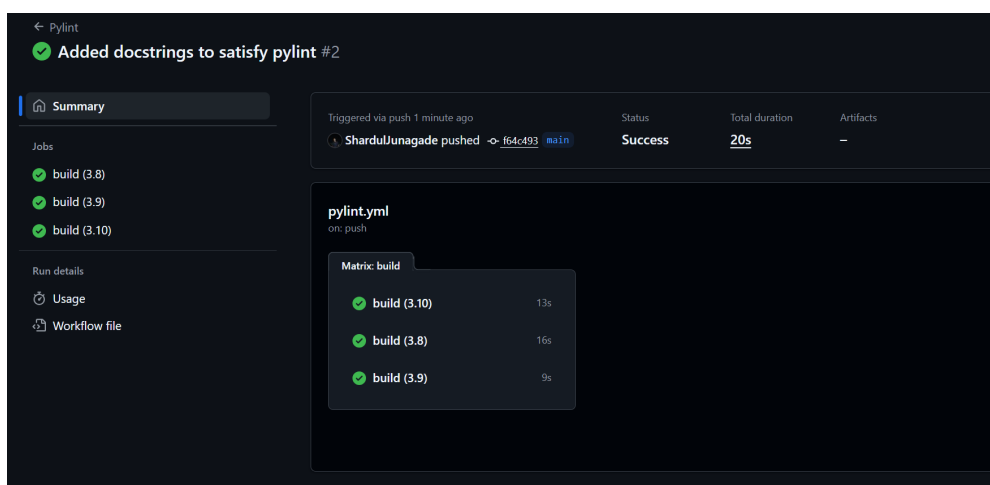 ← Pylint
Added docstrings to satisfy pylint #2
Summary
Jobs
build (3.8)
build (3.9)
build (3.10)
Run details
Usage
Workflow file
Triggered via push 1 minute ago
ShardulJunagade pushed f64c493 main
Status
Success
Total duration
20s
Artifacts
–
pylint.yml
on: push
Matrix: build
build (3.10) 13s
build (3.8) 16s
build (3.9) 9s